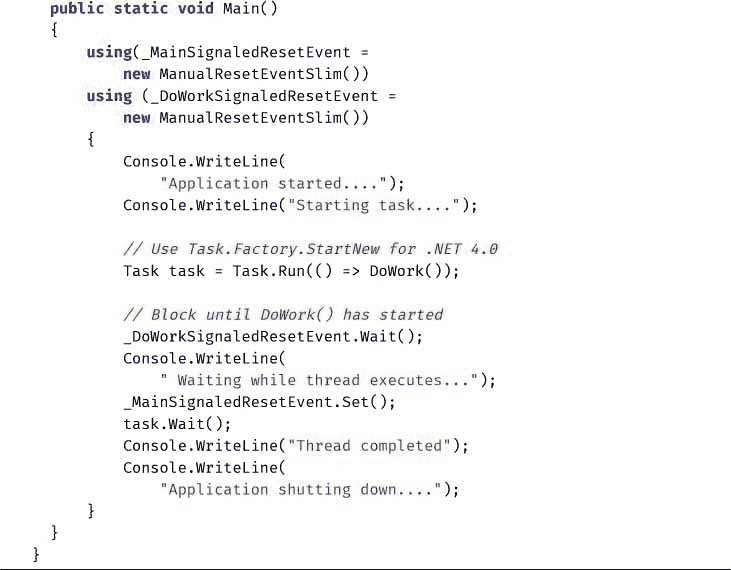 public static void Main()
{
using(_MainSignaledResetEvent =
new ManualResetEventSlim())
using (_DoWorkSignaledResetEvent =
new ManualResetEventSlim())
{
Console.WriteLine(
"Application started....");
Console.WriteLine("Starting task....");
// Use Task.Factory.StartNew for .NET 4.0
Task task = Task.Run(() => DoWork());
// Block until DoWork() has started
_DoWorkSignaledResetEvent.Wait();
Console.WriteLine(
" Waiting while thread executes...");
_MainSignaledResetEvent.Set();
task.Wait();
Console.WriteLine("Thread completed");
Console.WriteLine(
"Application shutting down....");
}
}
}